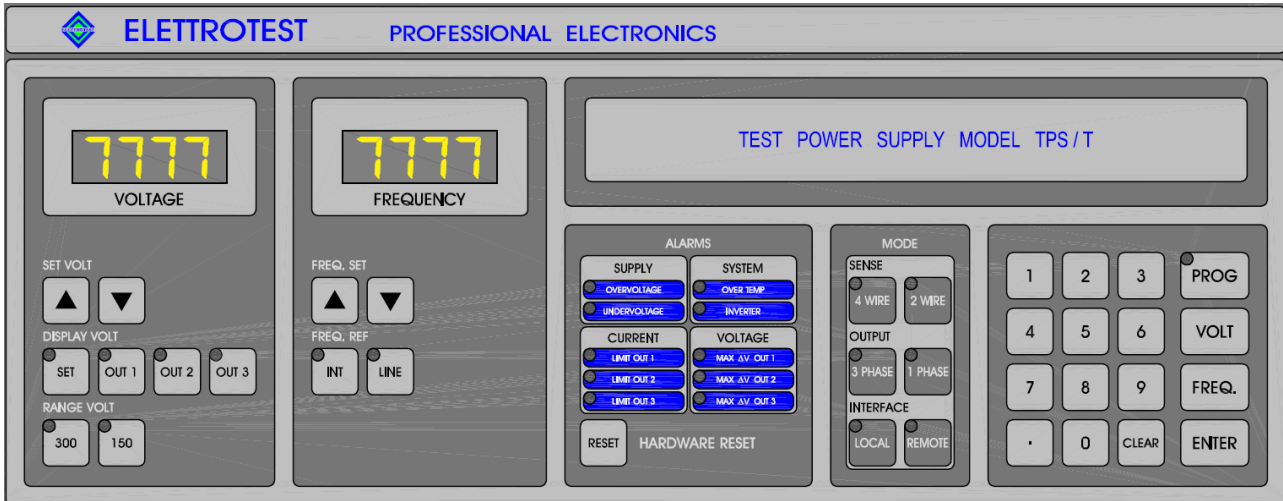 ELETTROTEST PROFESSIONAL ELECTRONICS
7777
VOLTAGE
SET VOLT
DISPLAY VOLT
SET OUT 1 OUT 2 OUT 3
RANGE VOLT
300 150
7777
FREQUENCY
FREQ. SET
FREQ. REF
INT LINE
TEST POWER SUPPLY MODEL TPS / T
ALARMS
SUPPLY
OVERVOLTAGE
UNDERVOLTAGE
SYSTEM
OVER TEMP
INVERTER
CURRENT
LIMIT OUT 1
LIMIT OUT 2
LIMIT OUT 3
VOLTAGE
MAX ΔV OUT 1
MAX ΔV OUT 2
MAX ΔV OUT 3
RESET HARDWARE RESET
MODE
SENSE
4 WIRE 2 WIRE
OUTPUT
3 PHASE 1 PHASE
INTERFACE
LOCAL REMOTE
1 2 3 PROG
4 5 6 VOLT
7 8 9 FREQ.
. 0 CLEAR ENTER